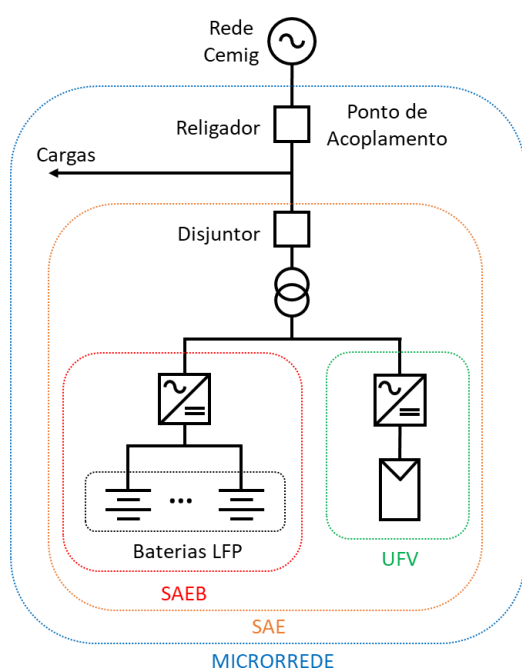 Rede
Cemig
Religador
Ponto de
Acoplamento
Cargas
Disjuntor
...
Baterias LFP
UFV
SAEB
SAE
MICRORREDE